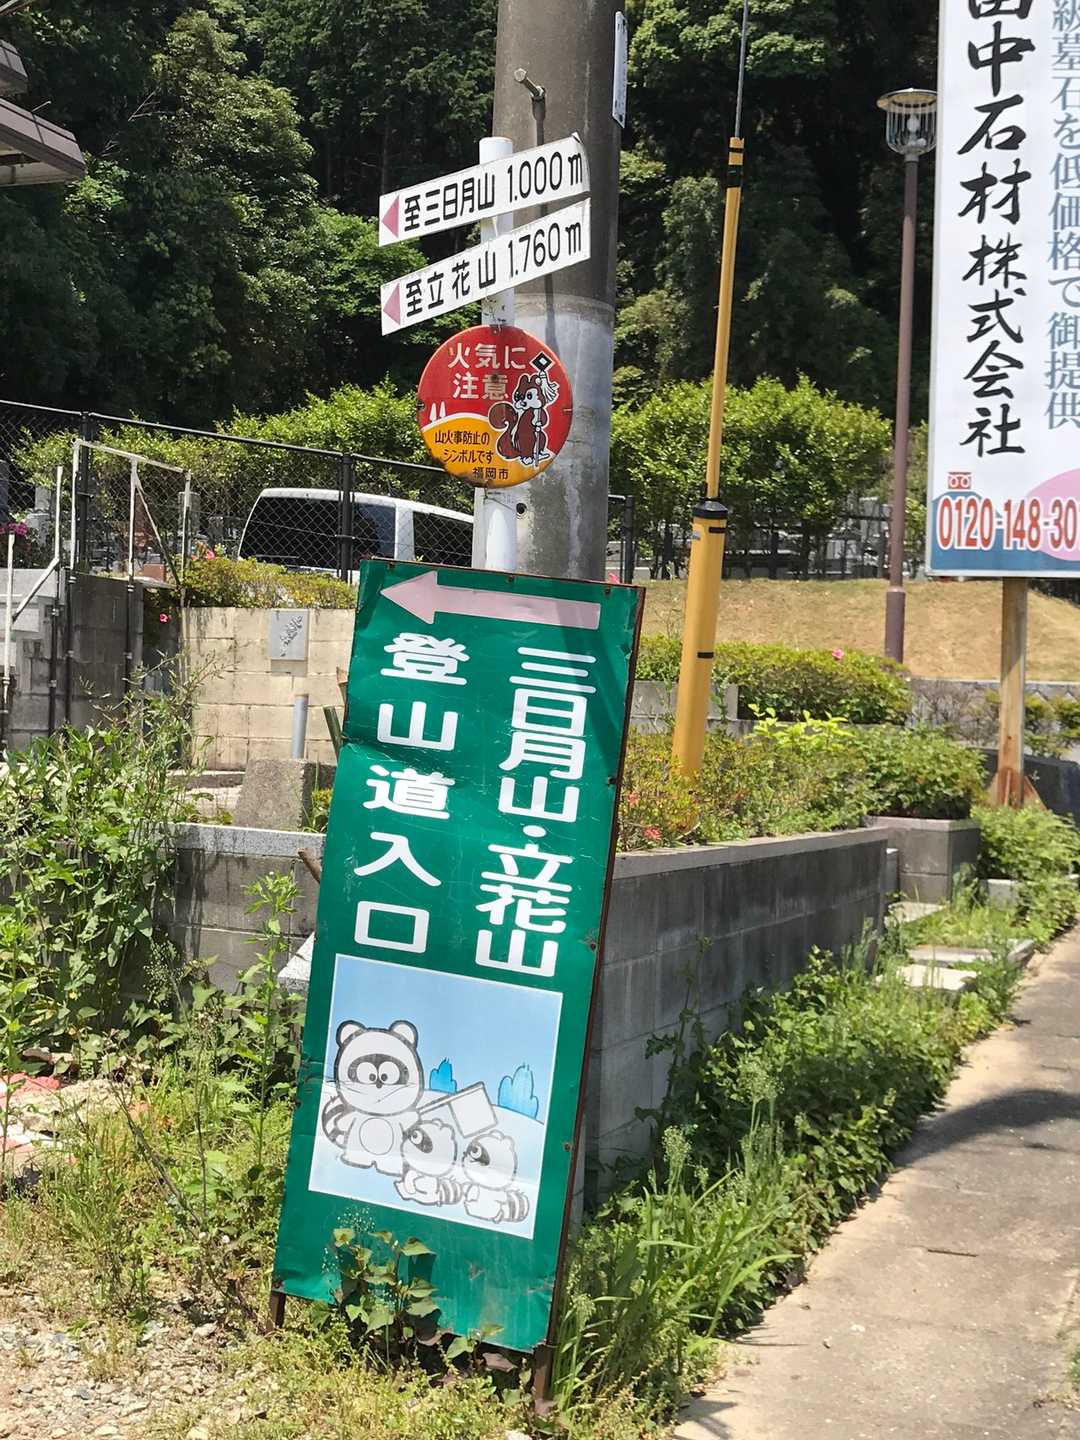 至三日月山 1.000m
至立花山 1.760m
火気に
注意
山火事防止の
シンボルです
福岡市
三日月山・立花山
登山道入口
級墓石を低価格で御提供
田中石材株式会社
0120-148-30